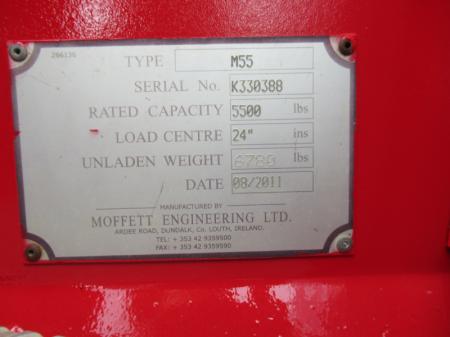 266136
TYPE M55
SERIAL No. K330388
RATED CAPACITY 5500 lbs
LOAD CENTRE 24" ins
UNLADEN WEIGHT 6780 lbs
DATE 08/2011
MANUFACTURED BY
MOFFETT ENGINEERING LTD.
ARDEE ROAD, DUNDALK, Co. LOUTH, IRELAND.
TEL: + 353 42 9359500
FAX: + 353 42 9359590